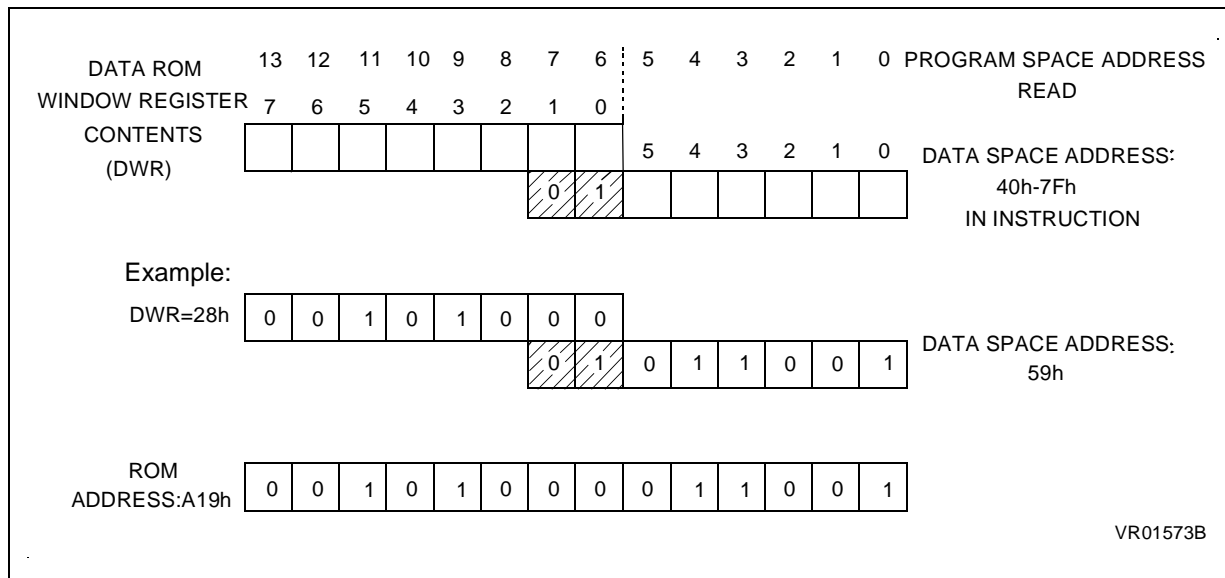 13 12 11 10 9 8 7 6 5 4 3 2 1 0 PROGRAM SPACE ADDRESS
READ
DATA ROM
WINDOW REGISTER 7 6 5 4 3 2 1 0
CONTENTS
(DWR)
5 4 3 2 1 0 DATA SPACE ADDRESS:
40h-7Fh
IN INSTRUCTION
0 1
Example:
DWR=28h 0 0 1 0 1 0 0 0
0 1 0 1 1 0 0 1 DATA SPACE ADDRESS:
59h
ROM
ADDRESS:A19h 0 0 1 0 1 0 0 0 0 1 1 0 0 1
VR01573B